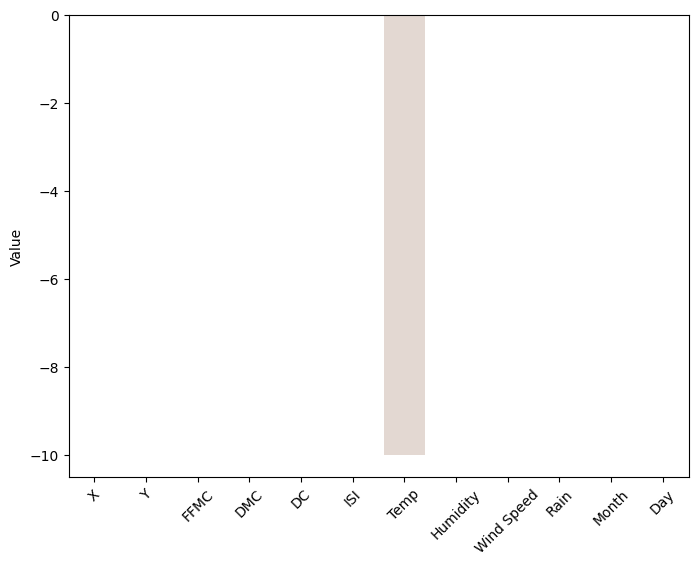 0
−2
−4
−6
−8
−10
Value
X
Y
FFMC
DMC
DC
ISI
Temp
Humidity
Wind Speed
Rain
Month
Day